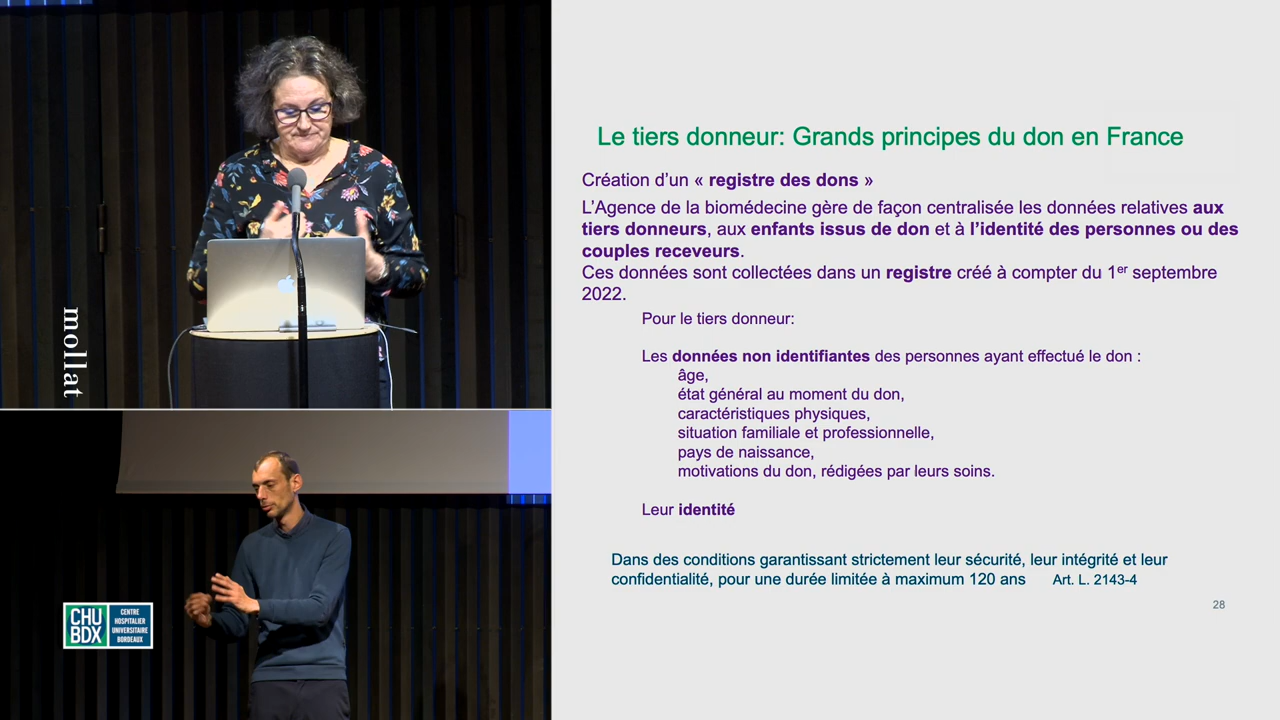 mollat
CHU
BDX
CENTRE
HOSPITALIER
UNIVERSITAIRE
BORDEAUX
Le tiers donneur: Grands principes du don en France
Création d’un « registre des dons »
L’Agence de la biomédecine gère de façon centralisée les données relatives aux
tiers donneurs, aux enfants issus de don et à l’identité des personnes ou des
couples receveurs.
Ces données sont collectées dans un registre créé à compter du 1er septembre
2022.
Pour le tiers donneur:
Les données non identifiantes des personnes ayant effectué le don :
âge,
état général au moment du don,
caractéristiques physiques,
situation familiale et professionnelle,
pays de naissance,
motivations du don, rédigées par leurs soins.
Leur identité
Dans des conditions garantissant strictement leur sécurité, leur intégrité et leur
confidentialité, pour une durée limitée à maximum 120 ans Art. L. 2143-4
28